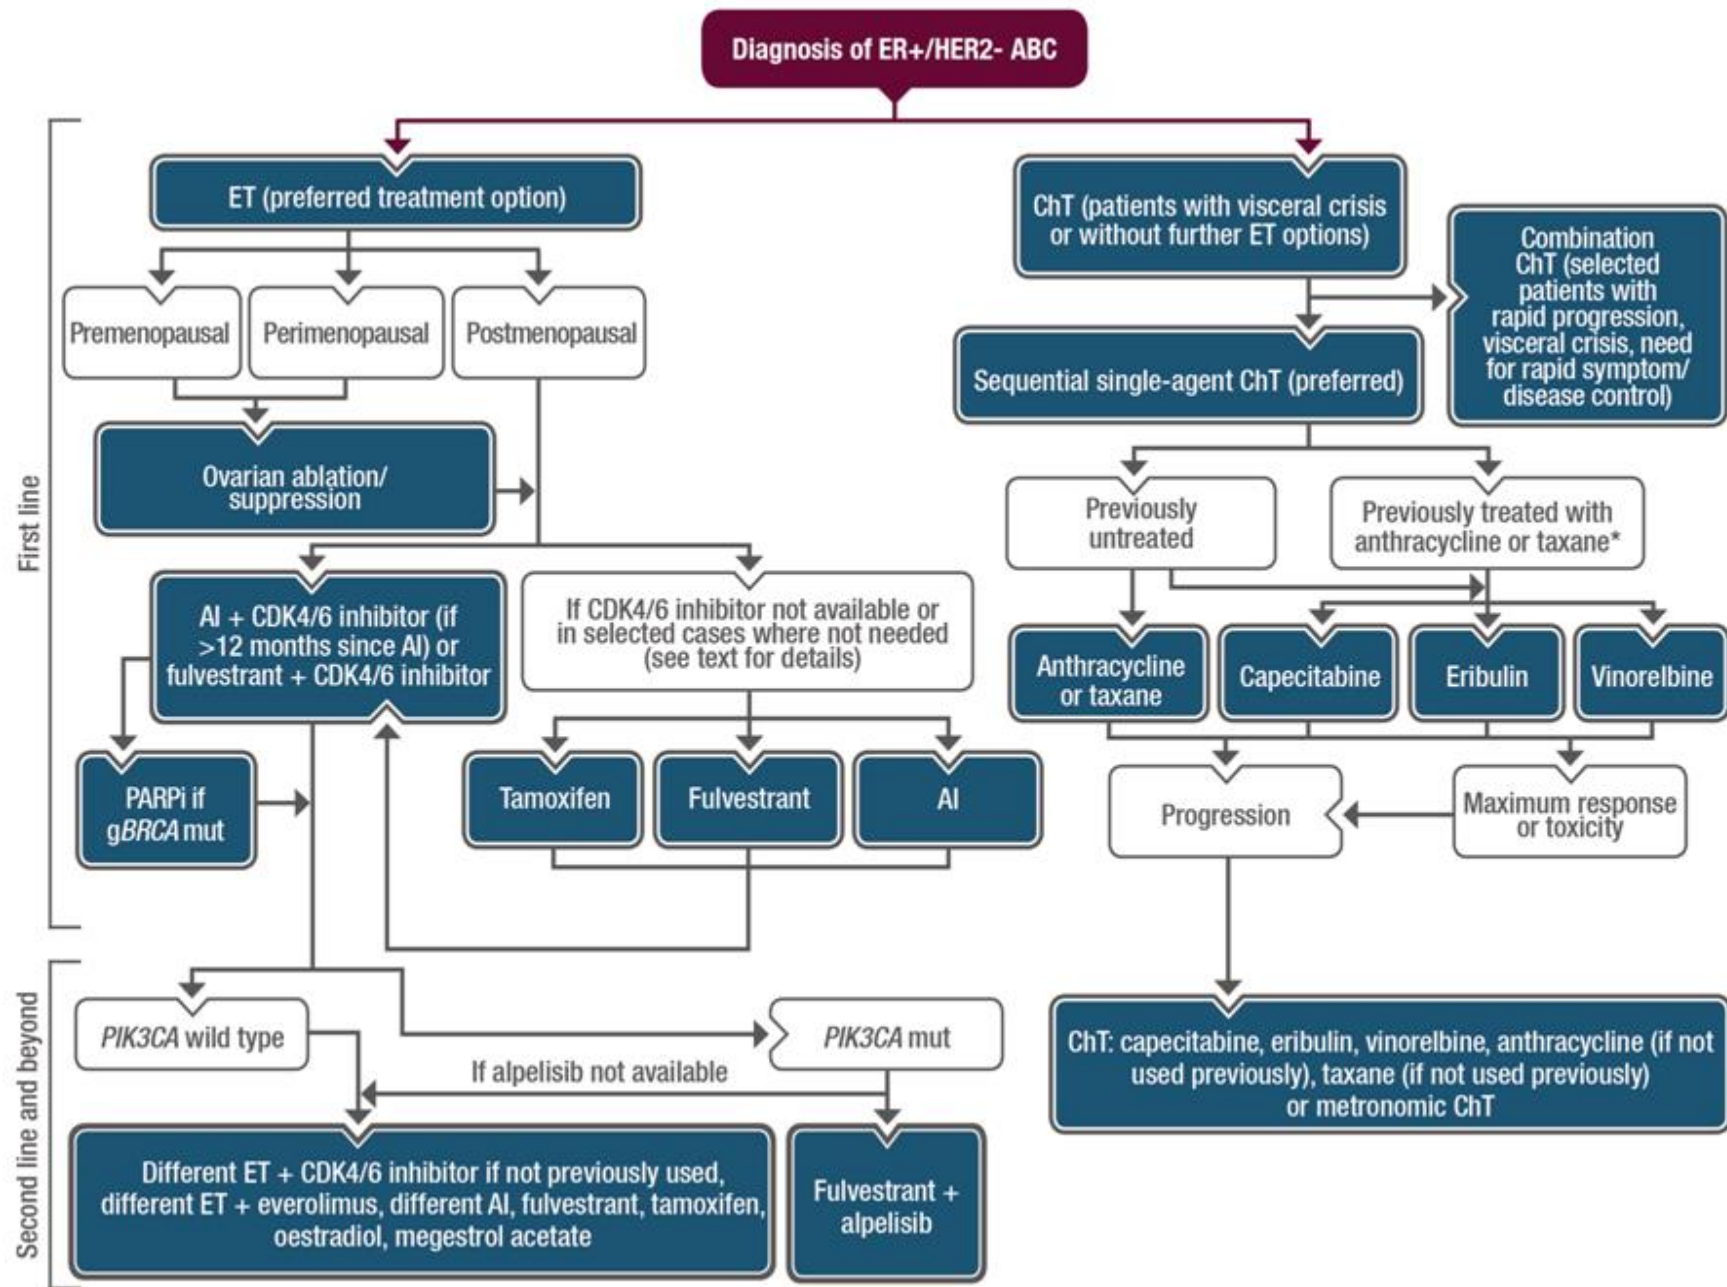 Diagnosis of ER+/HER2- ABC
First line
ET (preferred treatment option)
Premenopausal
Perimenopausal
Postmenopausal
Ovarian ablation/
suppression
AI + CDK4/6 inhibitor (if
>12 months since AI) or
fulvestrant + CDK4/6 inhibitor
If CDK4/6 inhibitor not available or
in selected cases where not needed
(see text for details)
PARPi if
gBRCA mut
Tamoxifen
Fulvestrant
AI
ChT (patients with visceral crisis
or without further ET options)
Combination
ChT (selected
patients with
rapid progression,
visceral crisis, need
for rapid symptom/
disease control)
Sequential single-agent ChT (preferred)
Previously
untreated
Previously treated with
anthracycline or taxane*
Anthracycline
or taxane
Capecitabine
Eribulin
Vinorelbine
Progression
Maximum response
or toxicity
Second line and beyond
PIK3CA wild type
PIK3CA mut
If alpelisib not available
Different ET + CDK4/6 inhibitor if not previously used,
different ET + everolimus, different AI, fulvestrant, tamoxifen,
oestradiol, megestrol acetate
Fulvestrant +
alpelisib
ChT: capecitabine, eribulin, vinorelbine, anthracycline (if not
used previously), taxane (if not used previously)
or metronomic ChT